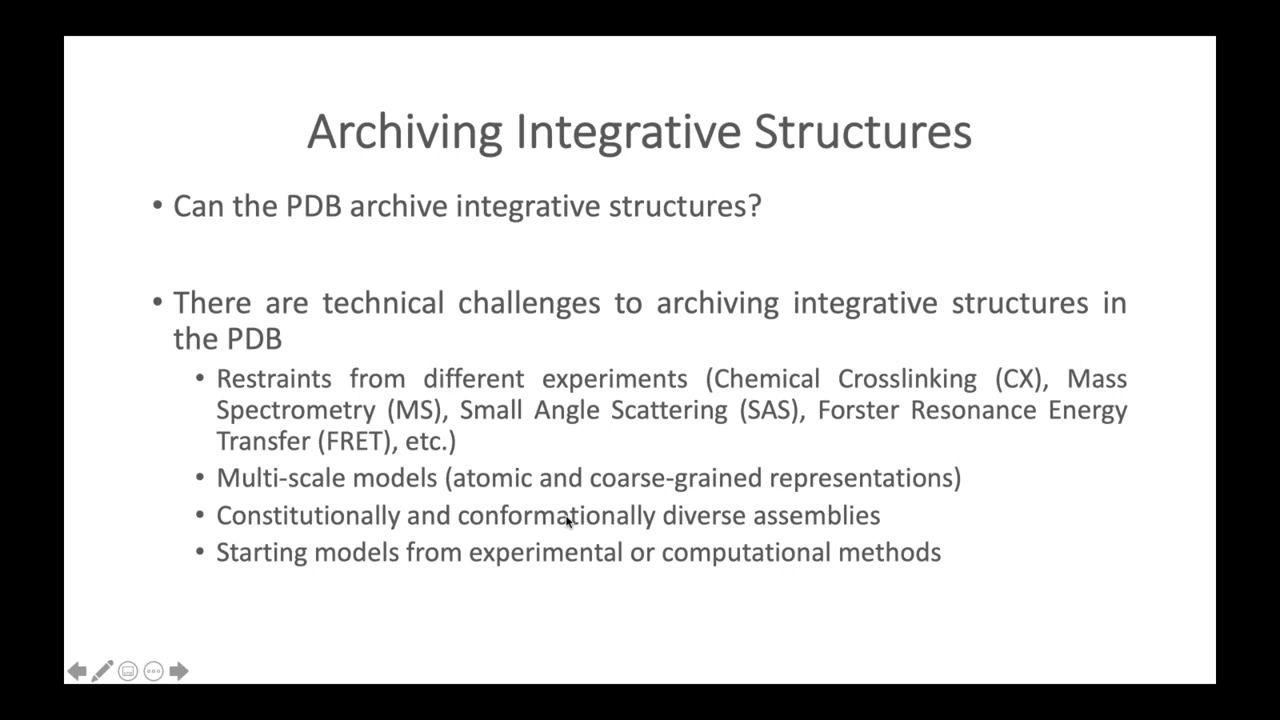 Archiving Integrative Structures
• Can the PDB archive integrative structures?
• There are technical challenges to archiving integrative structures in
the PDB
• Restraints from different experiments (Chemical Crosslinking (CX), Mass
Spectrometry (MS), Small Angle Scattering (SAS), Forster Resonance Energy
Transfer (FRET), etc.)
• Multi-scale models (atomic and coarse-grained representations)
• Constitutionally and conformationally diverse assemblies
• Starting models from experimental or computational methods